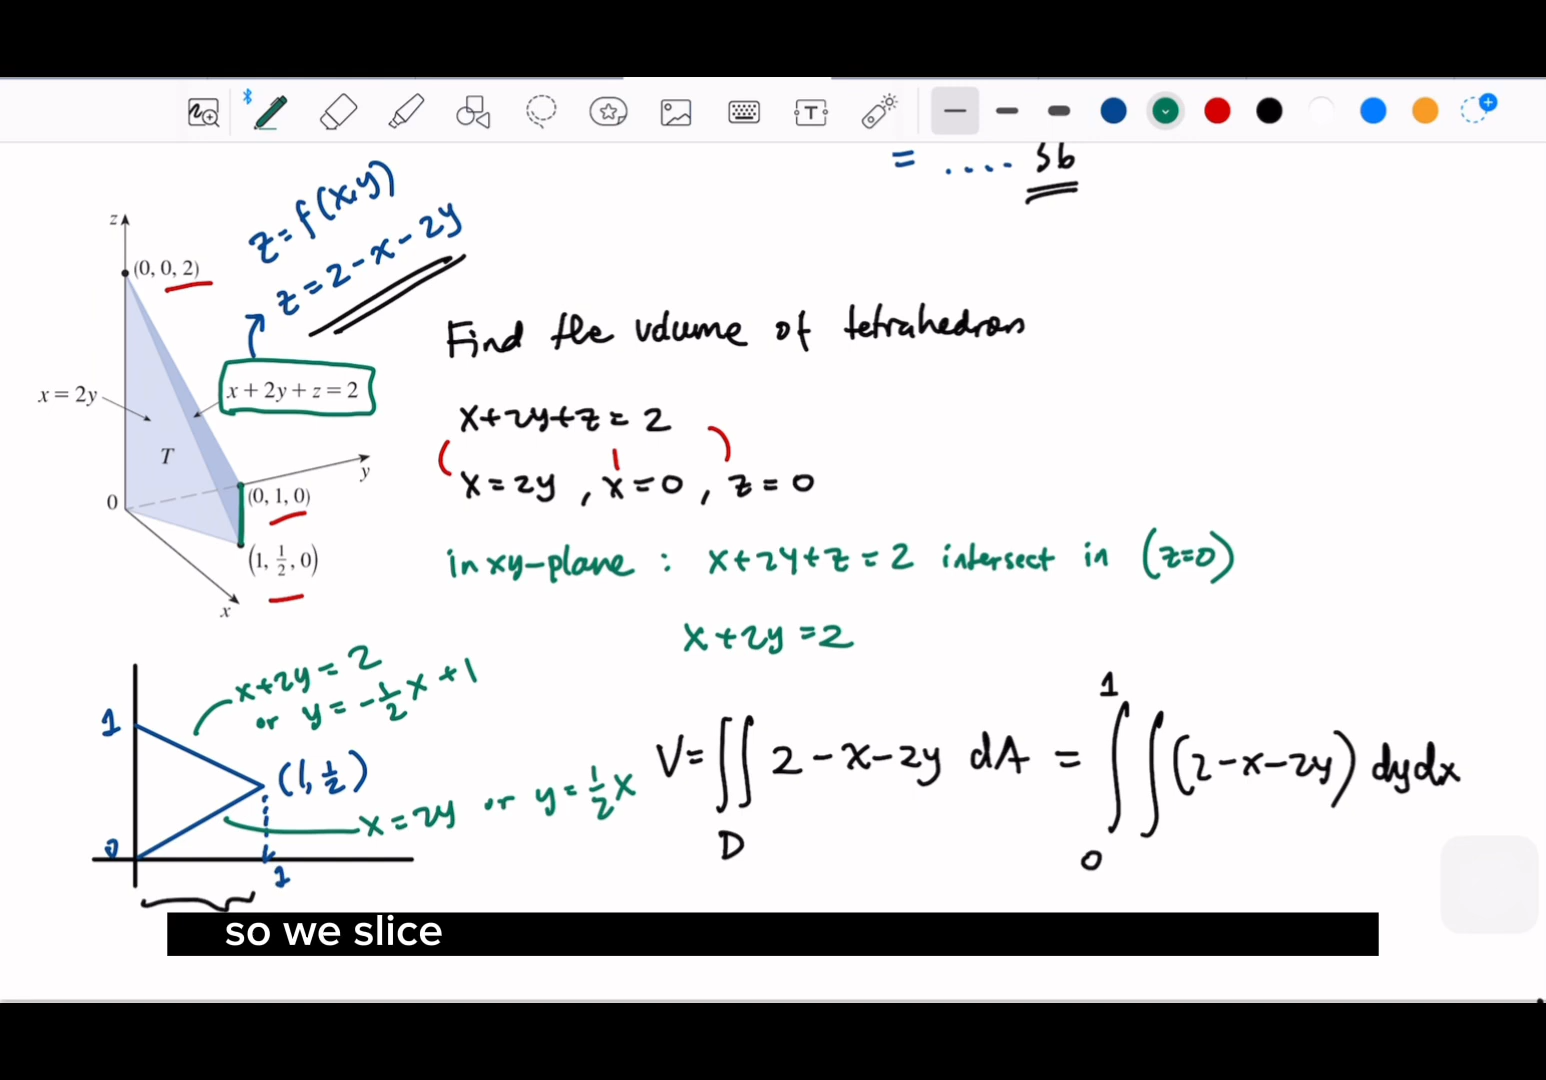 T
= .... 36
z = f(x,y)
z = 2 - x - 2y
z
(0, 0, 2)
x = 2y
x + 2y + z = 2
T
y
0
(0, 1, 0)
(1, 1/2, 0)
x
Find the volume of tetrahedron
x+2y+z = 2
x = 2y , x = 0 , z = 0
in xy-plane : x+2y+z = 2 intersect in (z=0)
x+2y = 2
x+2y = 2
or y = -1/2 x + 1
1
(1, 1/2)
x = 2y or y = 1/2 x
0
1
V = ∬ 2-x-2y dA = ∫ ∫ (2-x-2y) dydx
D
1
0
so we slice